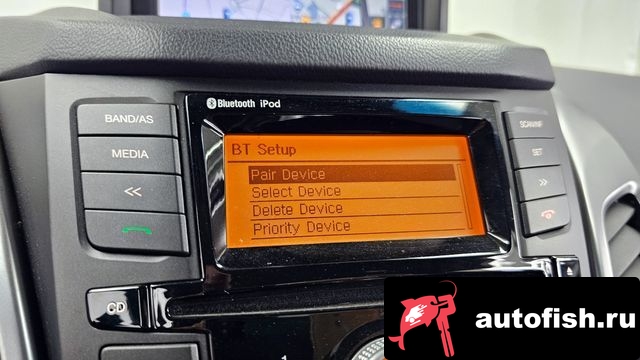 Bluetooth iPod
BAND/AS
SCAN/INF
BT Setup
MEDIA
SET
Pair Device
Select Device
Delete Device
Priority Device
CD
autofish.ru